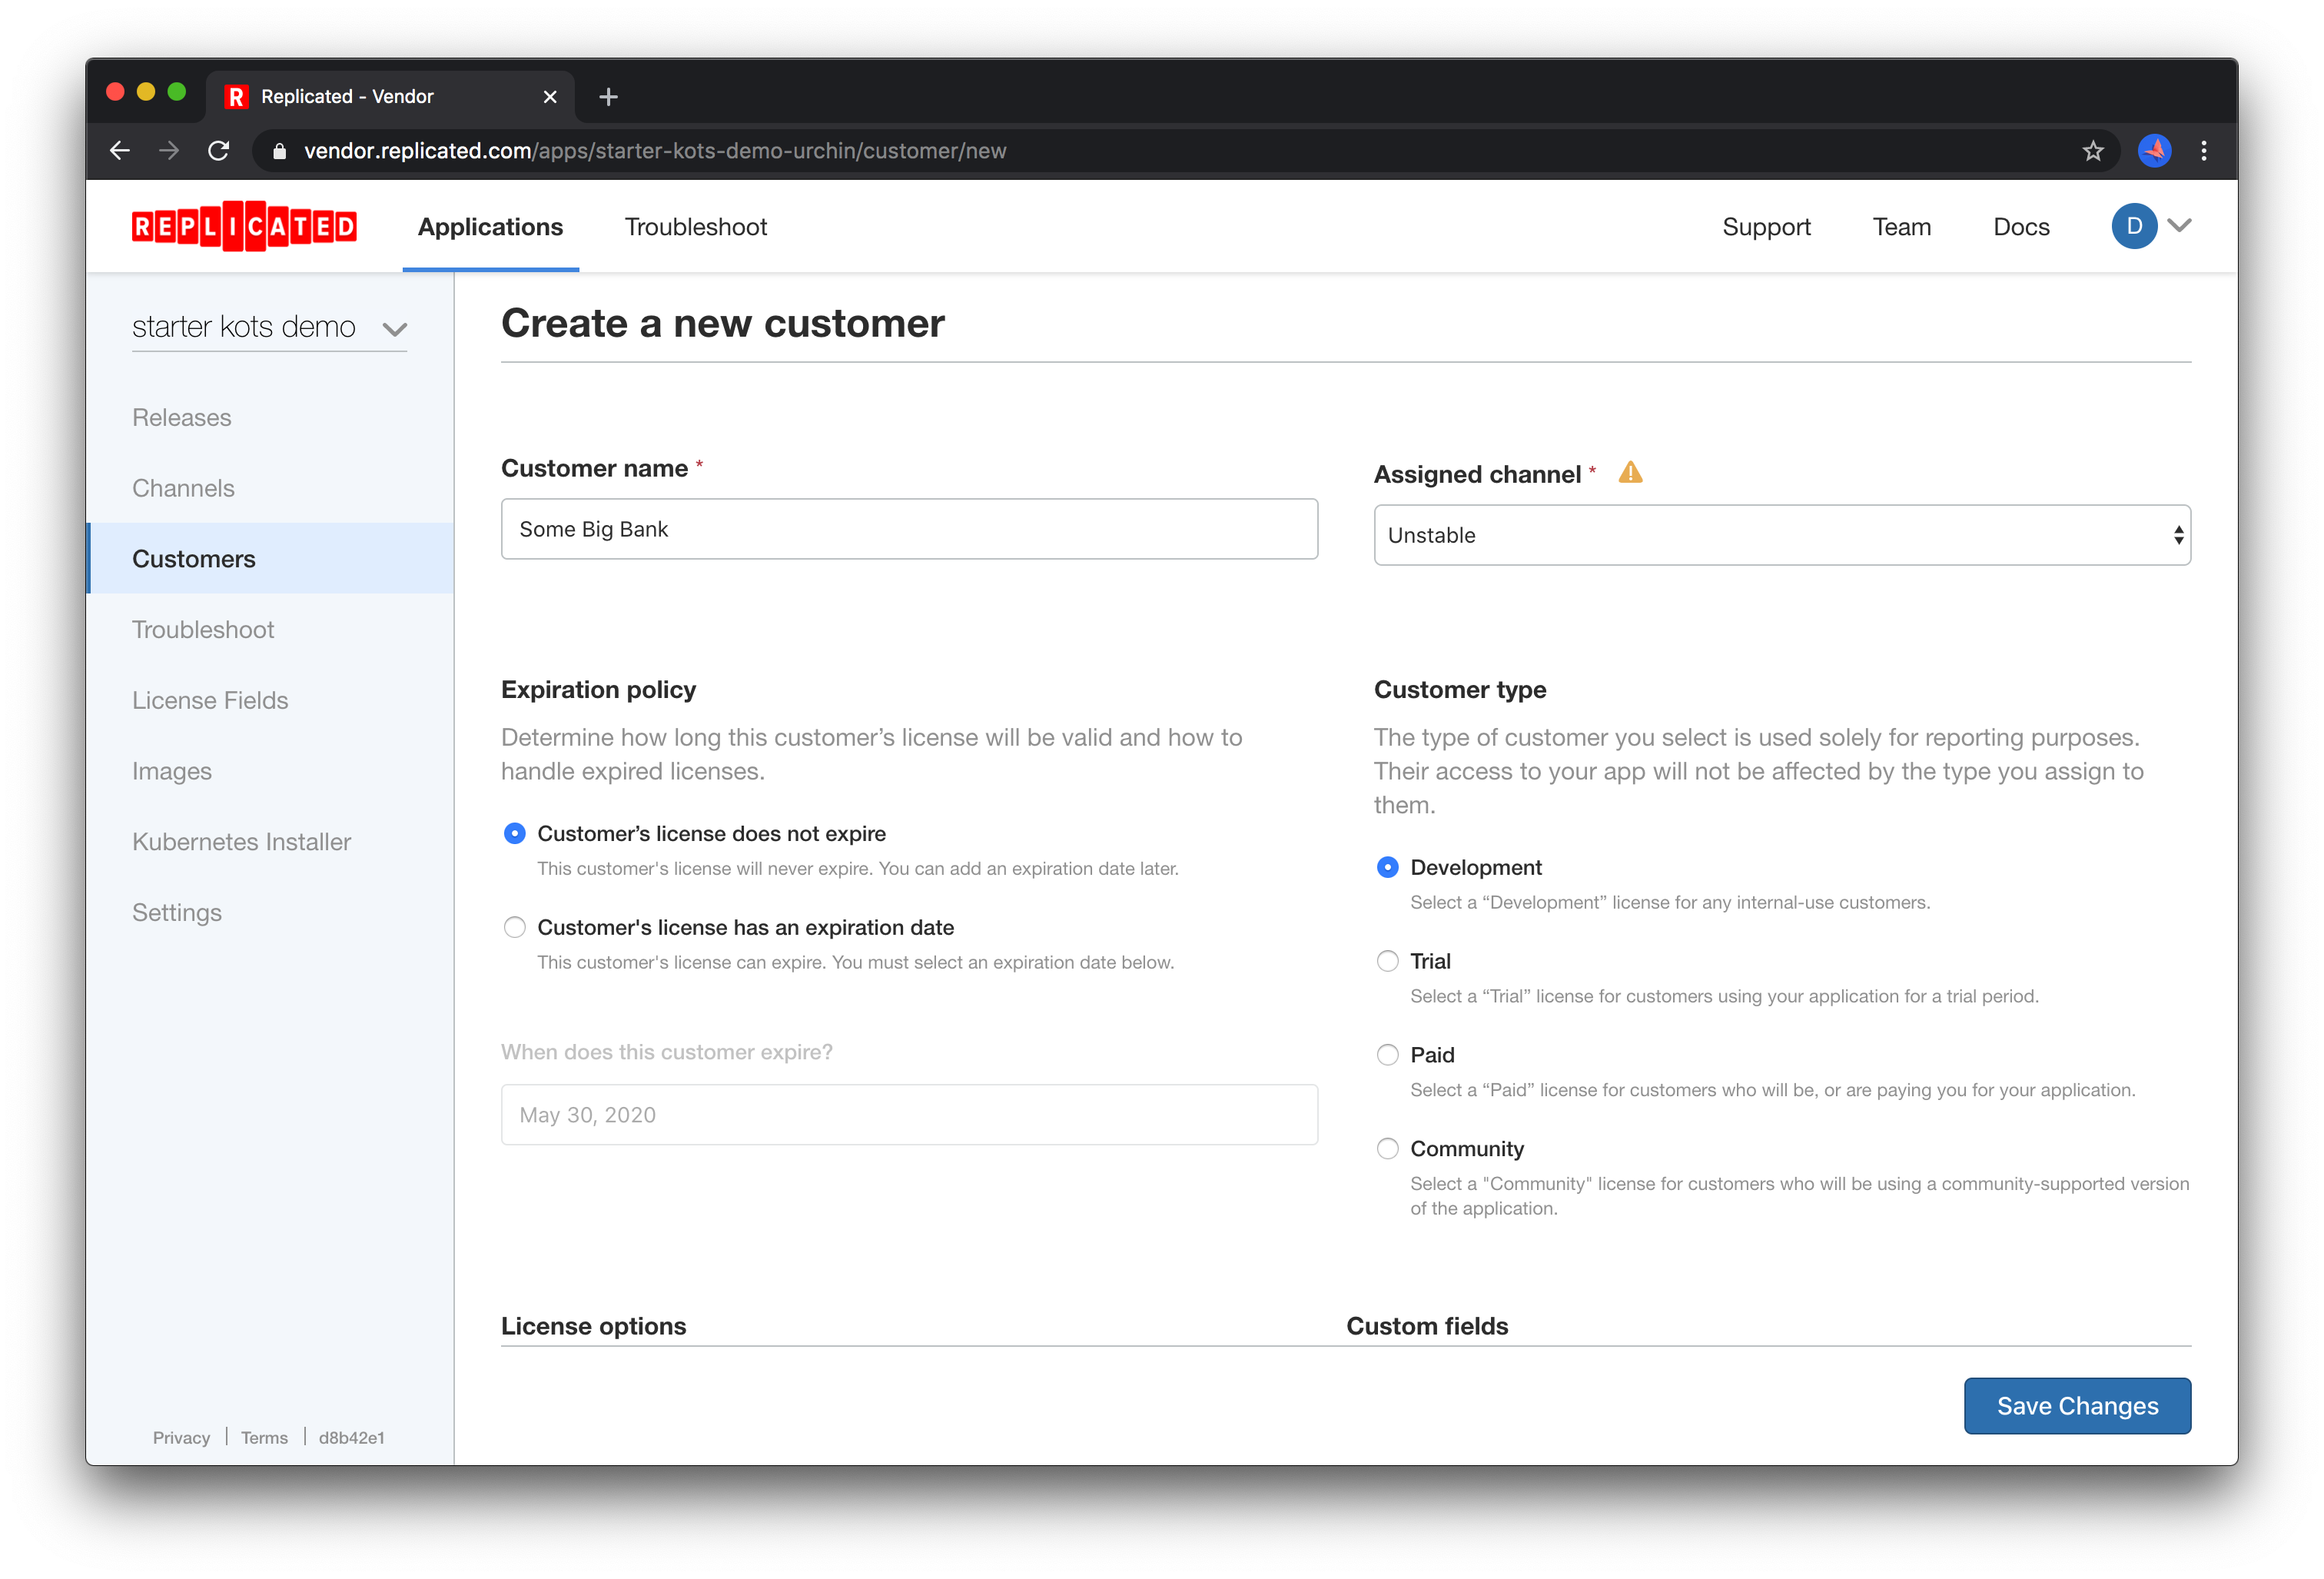 R Replicated - Vendor
vendor.replicated.com/apps/starter-kots-demo-urchin/customer/new
REPLICATED Applications Troubleshoot Support Team Docs D
starter kots demo
Releases
Channels
Customers
Troubleshoot
License Fields
Images
Kubernetes Installer
Settings
Privacy | Terms | d8b42e1
Create a new customer
Customer name *
Some Big Bank
Assigned channel *
Unstable
Expiration policy
Determine how long this customer’s license will be valid and how to
handle expired licenses.
Customer’s license does not expire
This customer's license will never expire. You can add an expiration date later.
Customer's license has an expiration date
This customer's license can expire. You must select an expiration date below.
When does this customer expire?
May 30, 2020
Customer type
The type of customer you select is used solely for reporting purposes.
Their access to your app will not be affected by the type you assign to
them.
Development
Select a “Development” license for any internal-use customers.
Trial
Select a “Trial” license for customers using your application for a trial period.
Paid
Select a “Paid” license for customers who will be, or are paying you for your application.
Community
Select a "Community" license for customers who will be using a community-supported version
of the application.
License options
Custom fields
Save Changes